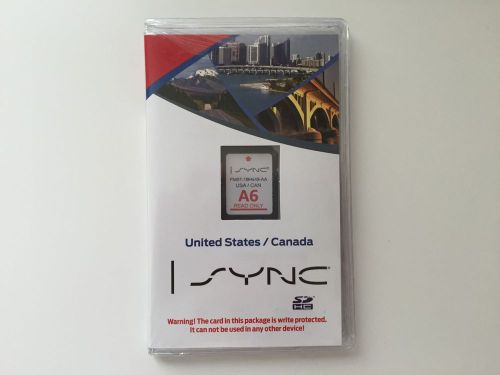 SYNC
USA / CAN
A6
READ ONLY
United States / Canada
SYNC®
SD
HC
Warning! The card in this package is write protected.
It can not be used in any other device!